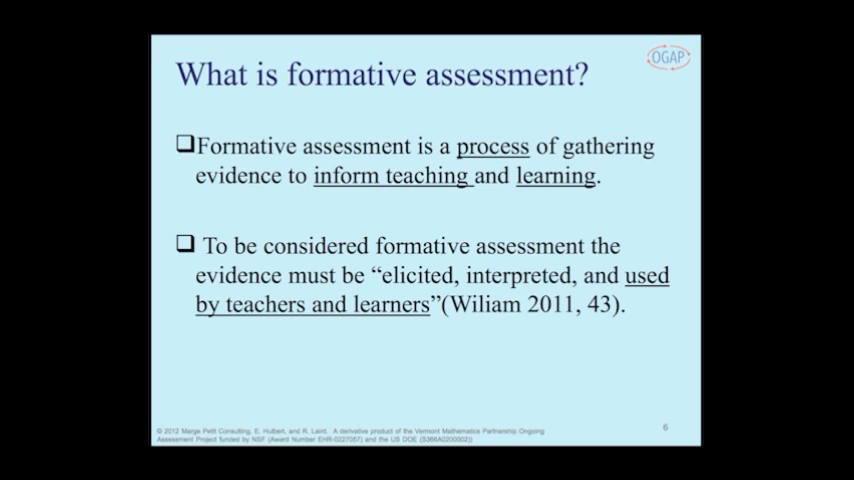 OGAP
What is formative assessment?
Formative assessment is a process of gathering
evidence to inform teaching and learning.
To be considered formative assessment the
evidence must be “elicited, interpreted, and used
by teachers and learners”(Wiliam 2011, 43).
© 2012 Marge Petit Consulting, E. Hulbert, and R. Laird. A derivative product of the Vermont Mathematics Partnership Ongoing
Assessment Project funded by NSF (Award Number EHR-0227057) and the US DOE (S366A0200002))
6